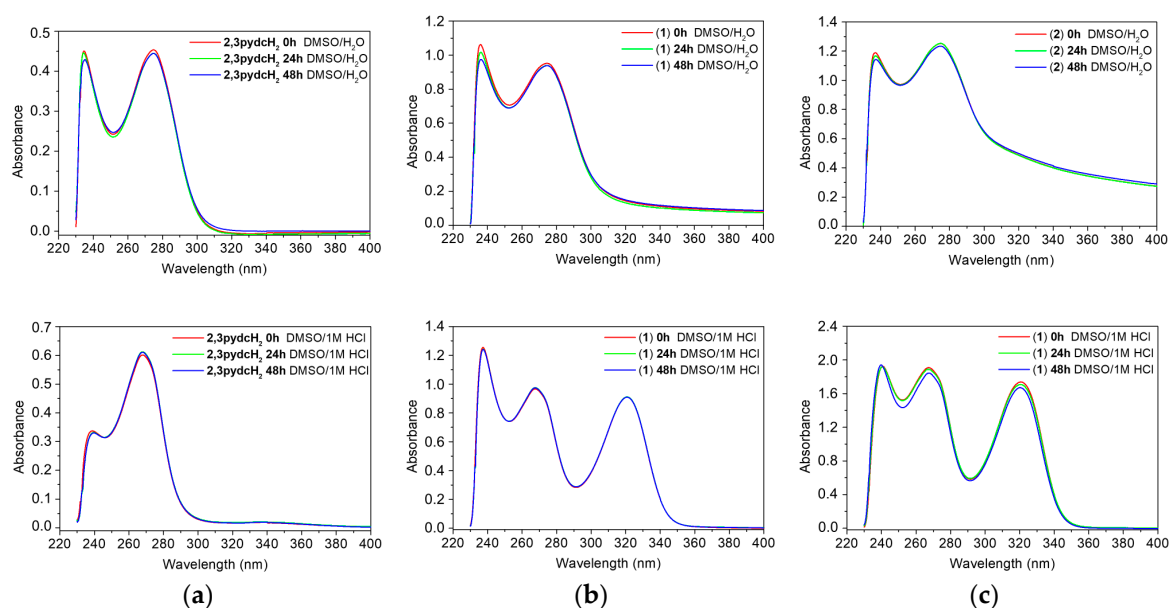 2,3pydcH₂ 0h DMSO/H₂O
2,3pydcH₂ 24h DMSO/H₂O
2,3pydcH₂ 48h DMSO/H₂O
Absorbance
0.5
0.4
0.3
0.2
0.1
0.0
220 240 260 280 300 320 340 360 380 400
Wavelength (nm)
(1) 0h DMSO/H₂O
(1) 24h DMSO/H₂O
(1) 48h DMSO/H₂O
Absorbance
1.4
1.2
1.0
0.8
0.6
0.4
0.2
0.0
220 240 260 280 300 320 340 360 380 400
Wavelength (nm)
(2) 0h DMSO/H₂O
(2) 24h DMSO/H₂O
(2) 48h DMSO/H₂O
Absorbance
1.4
1.2
1.0
0.8
0.6
0.4
0.2
0.0
220 240 260 280 300 320 340 360 380 400
Wavelength (nm)
2,3pydcH₂ 0h DMSO/1M HCl
2,3pydcH₂ 24h DMSO/1M HCl
2,3pydcH₂ 48h DMSO/1M HCl
Absorbance
0.7
0.6
0.5
0.4
0.3
0.2
0.1
0.0
220 240 260 280 300 320 340 360 380 400
Wavelength (nm)
(1) 0h DMSO/1M HCl
(1) 24h DMSO/1M HCl
(1) 48h DMSO/1M HCl
Absorbance
1.4
1.2
1.0
0.8
0.6
0.4
0.2
0.0
220 240 260 280 300 320 340 360 380 400
Wavelength (nm)
(1) 0h DMSO/1M HCl
(1) 24h DMSO/1M HCl
(1) 48h DMSO/1M HCl
Absorbance
2.4
2.0
1.6
1.2
0.8
0.4
0.0
220 240 260 280 300 320 340 360 380 400
Wavelength (nm)
(a)
(b)
(c)